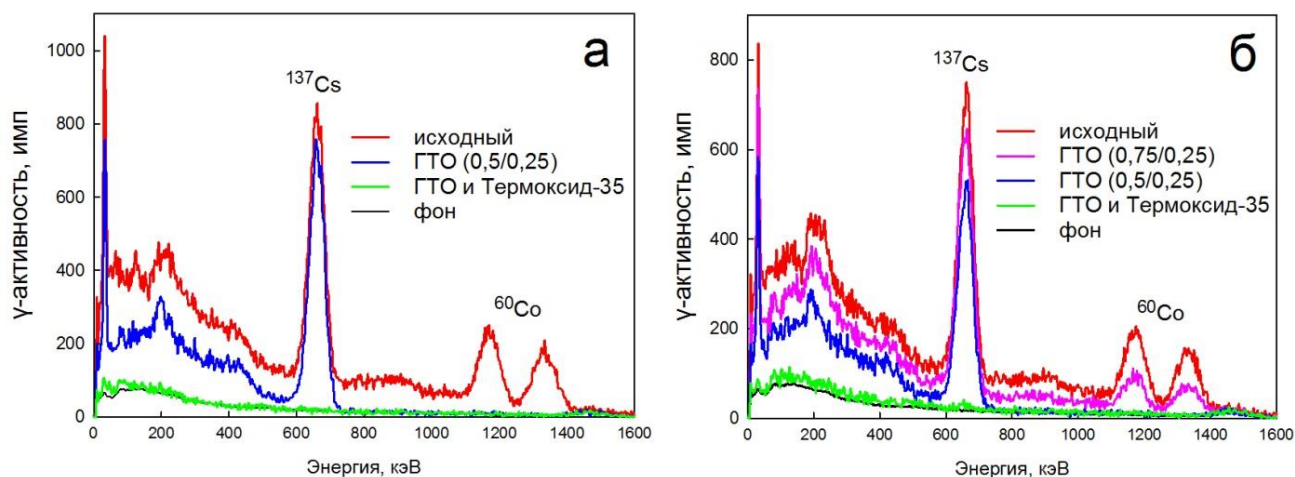 а
1000
800
600
400
200
0
γ-активность, имп
¹³⁷Cs
⁶⁰Co
исходный
ГТО (0,5/0,25)
ГТО и Термоксид-35
фон
0 200 400 600 800 1000 1200 1400 1600
Энергия, кэВ
б
800
600
400
200
0
γ-активность, имп
¹³⁷Cs
⁶⁰Co
исходный
ГТО (0,75/0,25)
ГТО (0,5/0,25)
ГТО и Термоксид-35
фон
0 200 400 600 800 1000 1200 1400 1600
Энергия, кэВ